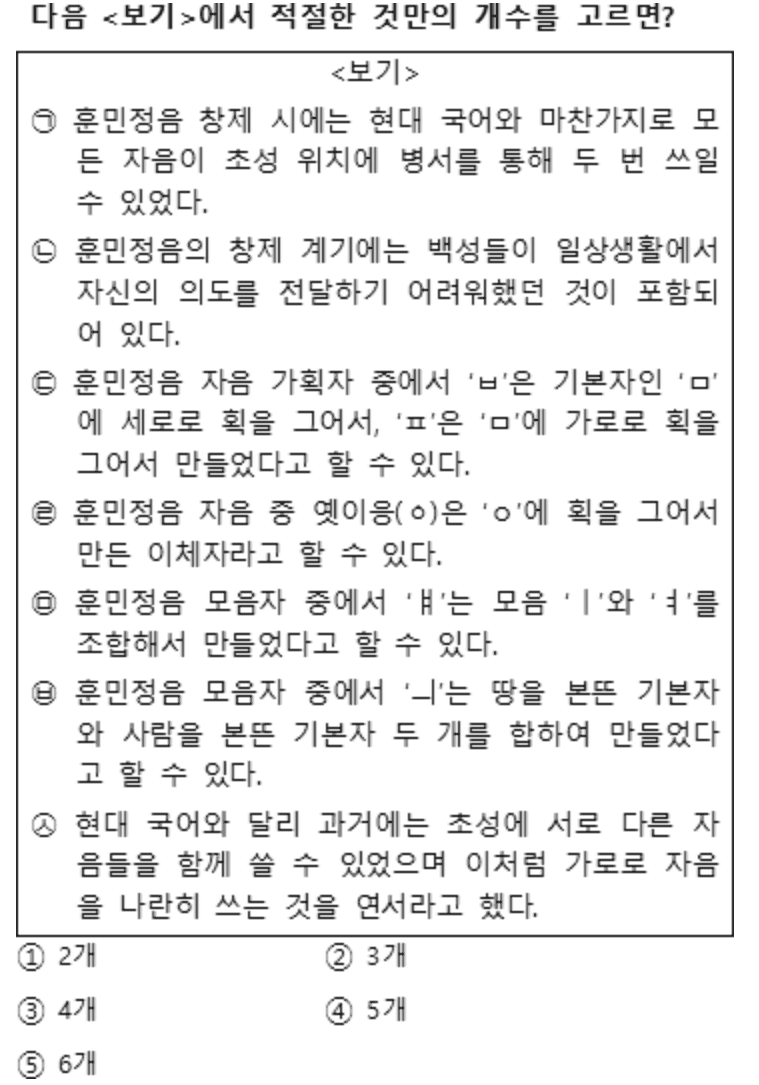 다음 <보기>에서 적절한 것만의 개수를 고르면?
<보기>
㉠ 훈민정음 창제 시에는 현대 국어와 마찬가지로 모
든 자음이 초성 위치에 병서를 통해 두 번 쓰일
수 있었다.
㉡ 훈민정음의 창제 계기에는 백성들이 일상생활에서
자신의 의도를 전달하기 어려워했던 것이 포함되
어 있다.
㉢ 훈민정음 자음 가획자 중에서 'ㅂ'은 기본자인 'ㅁ'
에 세로로 획을 그어서, 'ㅍ'은 'ㅁ'에 가로로 획을
그어서 만들었다고 할 수 있다.
㉣ 훈민정음 자음 중 옛이응(ㆁ)은 'ㅇ'에 획을 그어서
만든 이체자라고 할 수 있다.
㉤ 훈민정음 모음자 중에서 'ㅒ'는 모음 'ㅣ'와 'ㅕ'를
조합해서 만들었다고 할 수 있다.
㉥ 훈민정음 모음자 중에서 'ㅢ'는 땅을 본뜬 기본자
와 사람을 본뜬 기본자 두 개를 합하여 만들었다
고 할 수 있다.
㉦ 현대 국어와 달리 과거에는 초성에 서로 다른 자
음들을 함께 쓸 수 있었으며 이처럼 가로로 자음
을 나란히 쓰는 것을 연서라고 했다.
① 2개 ② 3개
③ 4개 ④ 5개
⑤ 6개